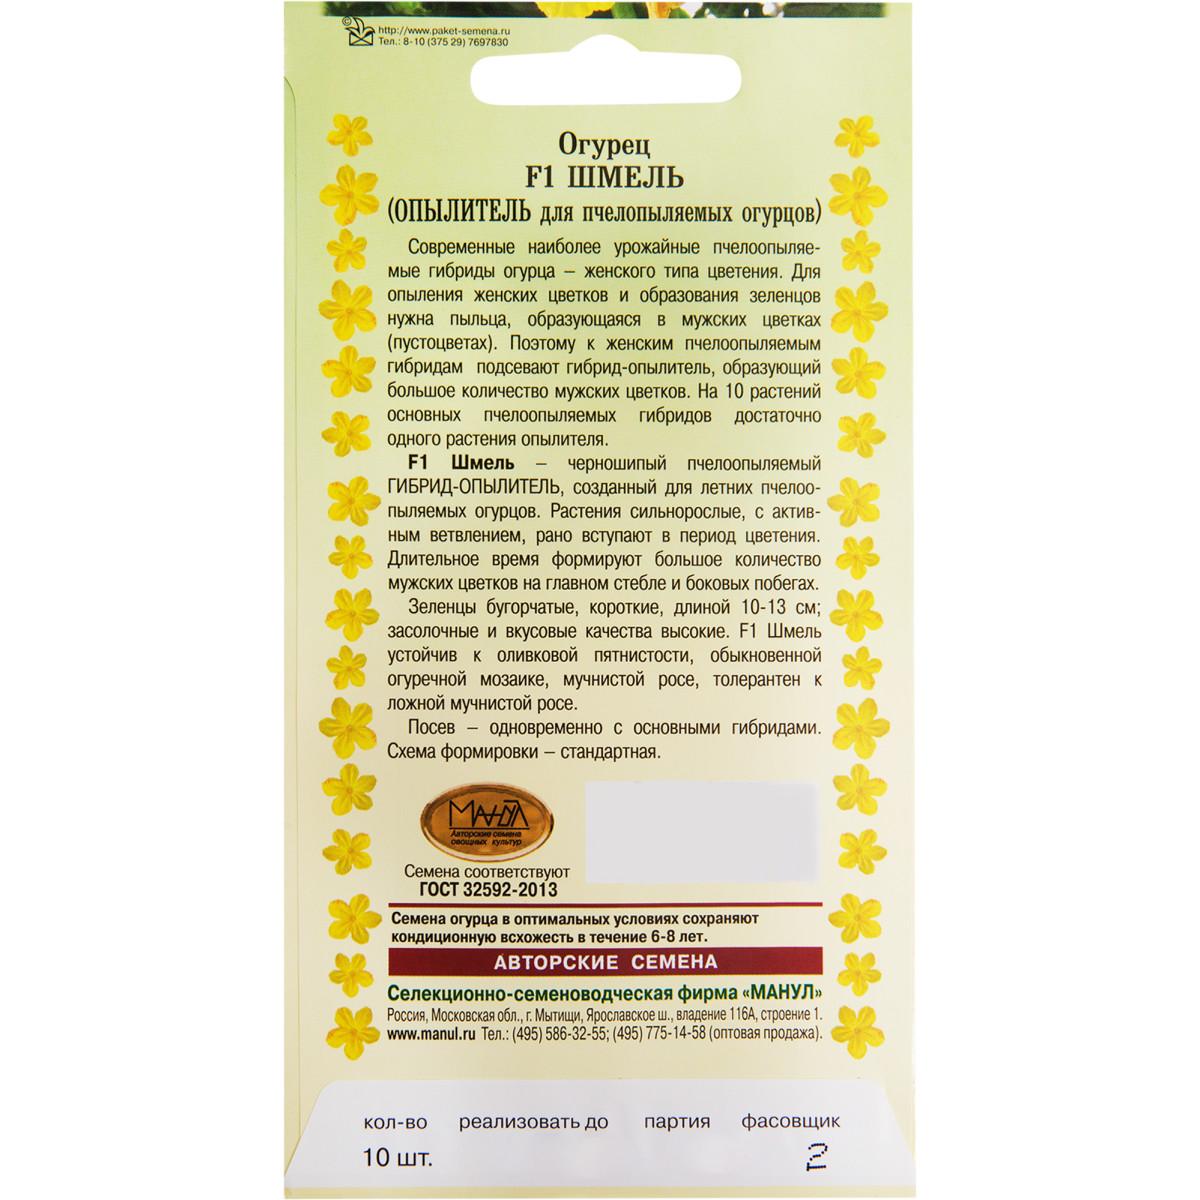 ©
http://www.paket-semena.ru
Тел.: 8-10 (375 29) 7697830
Огурец
F1 ШМЕЛЬ
(ОПЫЛИТЕЛЬ для пчелопыляемых огурцов)
Современные наиболее урожайные пчелоопыляе-
мые гибриды огурца – женского типа цветения. Для
опыления женских цветков и образования зеленцов
нужна пыльца, образующаяся в мужских цветках
(пустоцветах). Поэтому к женским пчелоопыляемым
гибридам подсевают гибрид-опылитель, образующий
большое количество мужских цветков. На 10 растений
основных пчелоопыляемых гибридов достаточно
одного растения опылителя.
F1 Шмель – черношипый пчелоопыляемый
ГИБРИД-ОПЫЛИТЕЛЬ, созданный для летних пчелоо-
пыляемых огурцов. Растения сильнорослые, с актив-
ным ветвлением, рано вступают в период цветения.
Длительное время формируют большое количество
мужских цветков на главном стебле и боковых побегах.
Зеленцы бугорчатые, короткие, длиной 10-13 см;
засолочные и вкусовые качества высокие. F1 Шмель
устойчив к оливковой пятнистости, обыкновенной
огуречной мозаике, мучнистой росе, толерантен к
ложной мучнистой росе.
Посев – одновременно с основными гибридами.
Схема формировки – стандартная.
МАНУЛ
Авторские семена
овощных культур
Семена соответствуют
ГОСТ 32592-2013
Семена огурца в оптимальных условиях сохраняют
кондиционную всхожесть в течение 6-8 лет.
АВТОРСКИЕ СЕМЕНА
Селекционно-семеноводческая фирма «МАНУЛ»
Россия, Московская обл., г. Мытищи, Ярославское ш., владение 116А, строение 1.
www.manul.ru Тел.: (495) 586-32-55; (495) 775-14-58 (оптовая продажа).
кол-во реализовать до партия фасовщик
10 шт. 2